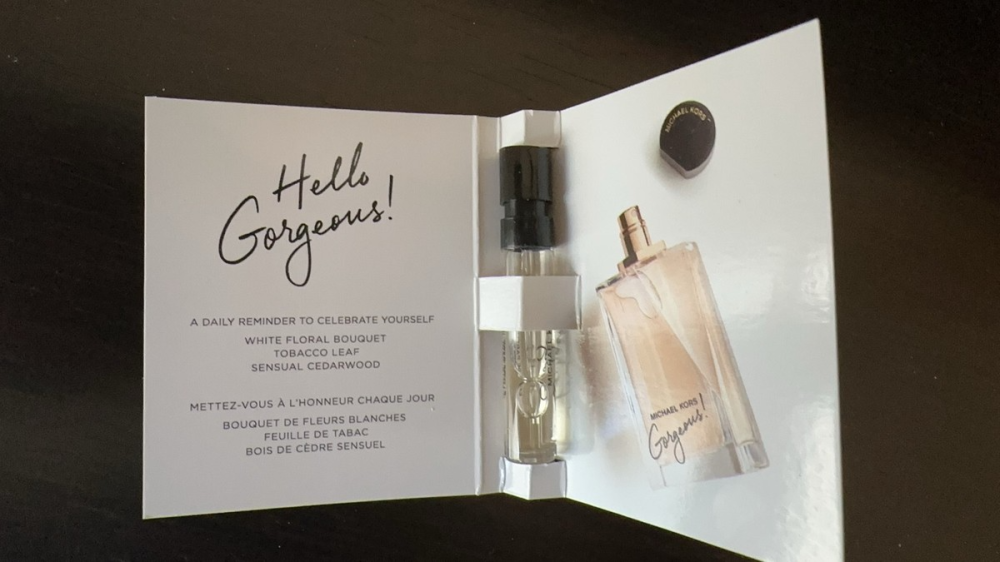 Hello
Gorgeous!
A DAILY REMINDER TO CELEBRATE YOURSELF
WHITE FLORAL BOUQUET
TOBACCO LEAF
SENSUAL CEDARWOOD
METTEZ-VOUS À L'HONNEUR CHAQUE JOUR
BOUQUET DE FLEURS BLANCHES
FEUILLE DE TABAC
BOIS DE CÈDRE SENSUEL
MICHAEL KORS
MICHAEL KORS
Gorgeous!